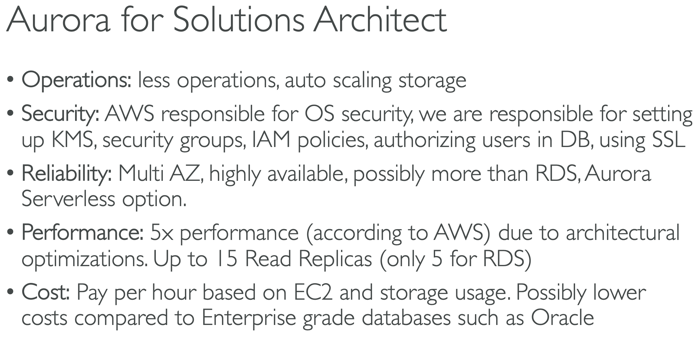 Aurora for Solutions Architect
• Operations: less operations, auto scaling storage
• Security: AWS responsible for OS security, we are responsible for setting
up KMS, security groups, IAM policies, authorizing users in DB, using SSL
• Reliability: Multi AZ, highly available, possibly more than RDS, Aurora
Serverless option.
• Performance: 5x performance (according to AWS) due to architectural
optimizations. Up to 15 Read Replicas (only 5 for RDS)
• Cost: Pay per hour based on EC2 and storage usage. Possibly lower
costs compared to Enterprise grade databases such as Oracle